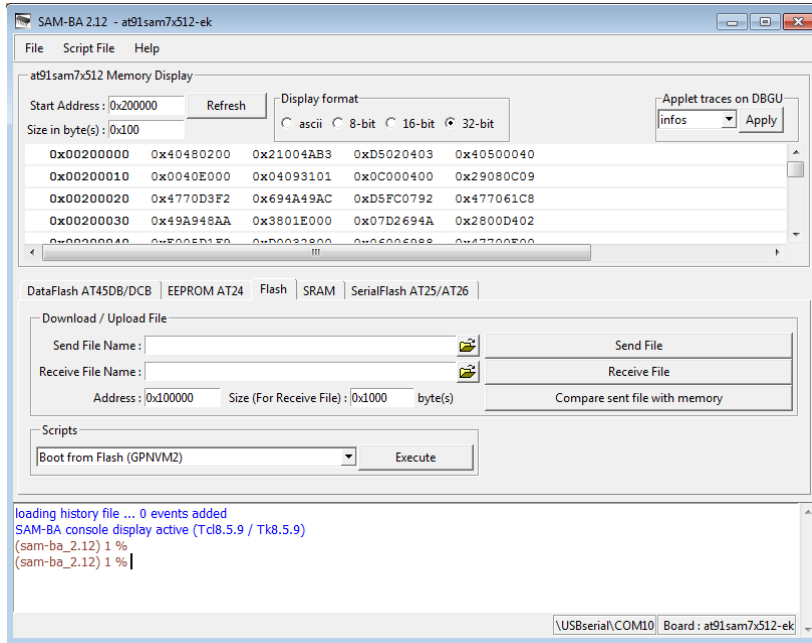 SAM-BA 2.12 - at91sam7x512-ek
File Script File Help
at91sam7x512 Memory Display
Start Address : 0x200000 Refresh
Size in byte(s) : 0x100
Display format
ascii 8-bit 16-bit 32-bit
Applet traces on DBGU
infos Apply
0x00200000 0x40480200 0x21004AB3 0xD5020403 0x40500040
0x00200010 0x0040E000 0x04093101 0x0C000400 0x29080C09
0x00200020 0x4770D3F2 0x694A49AC 0xD5FC0792 0x477061C8
0x00200030 0x49A948AA 0x3801E000 0x07D2694A 0x2800D402
DataFlash AT45DB/DCB EEPROM AT24 Flash SRAM SerialFlash AT25/AT26
Download / Upload File
Send File Name : Send File
Receive File Name : Receive File
Address : 0x100000 Size (For Receive File) : 0x1000 byte(s) Compare sent file with memory
Scripts
Boot from Flash (GPNVM2) Execute
loading history file ... 0 events added
SAM-BA console display active (Tcl8.5.9 / Tk8.5.9)
(sam-ba_2.12) 1 %
(sam-ba_2.12) 1 %
\USBserial\COM10 Board : at91sam7x512-ek